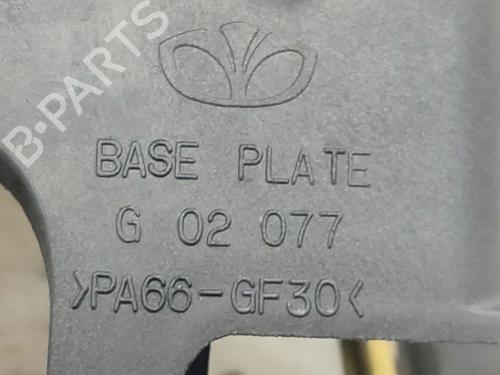 B-PARTS
BASE PLATE
G 02 077
>PA66-GF30<